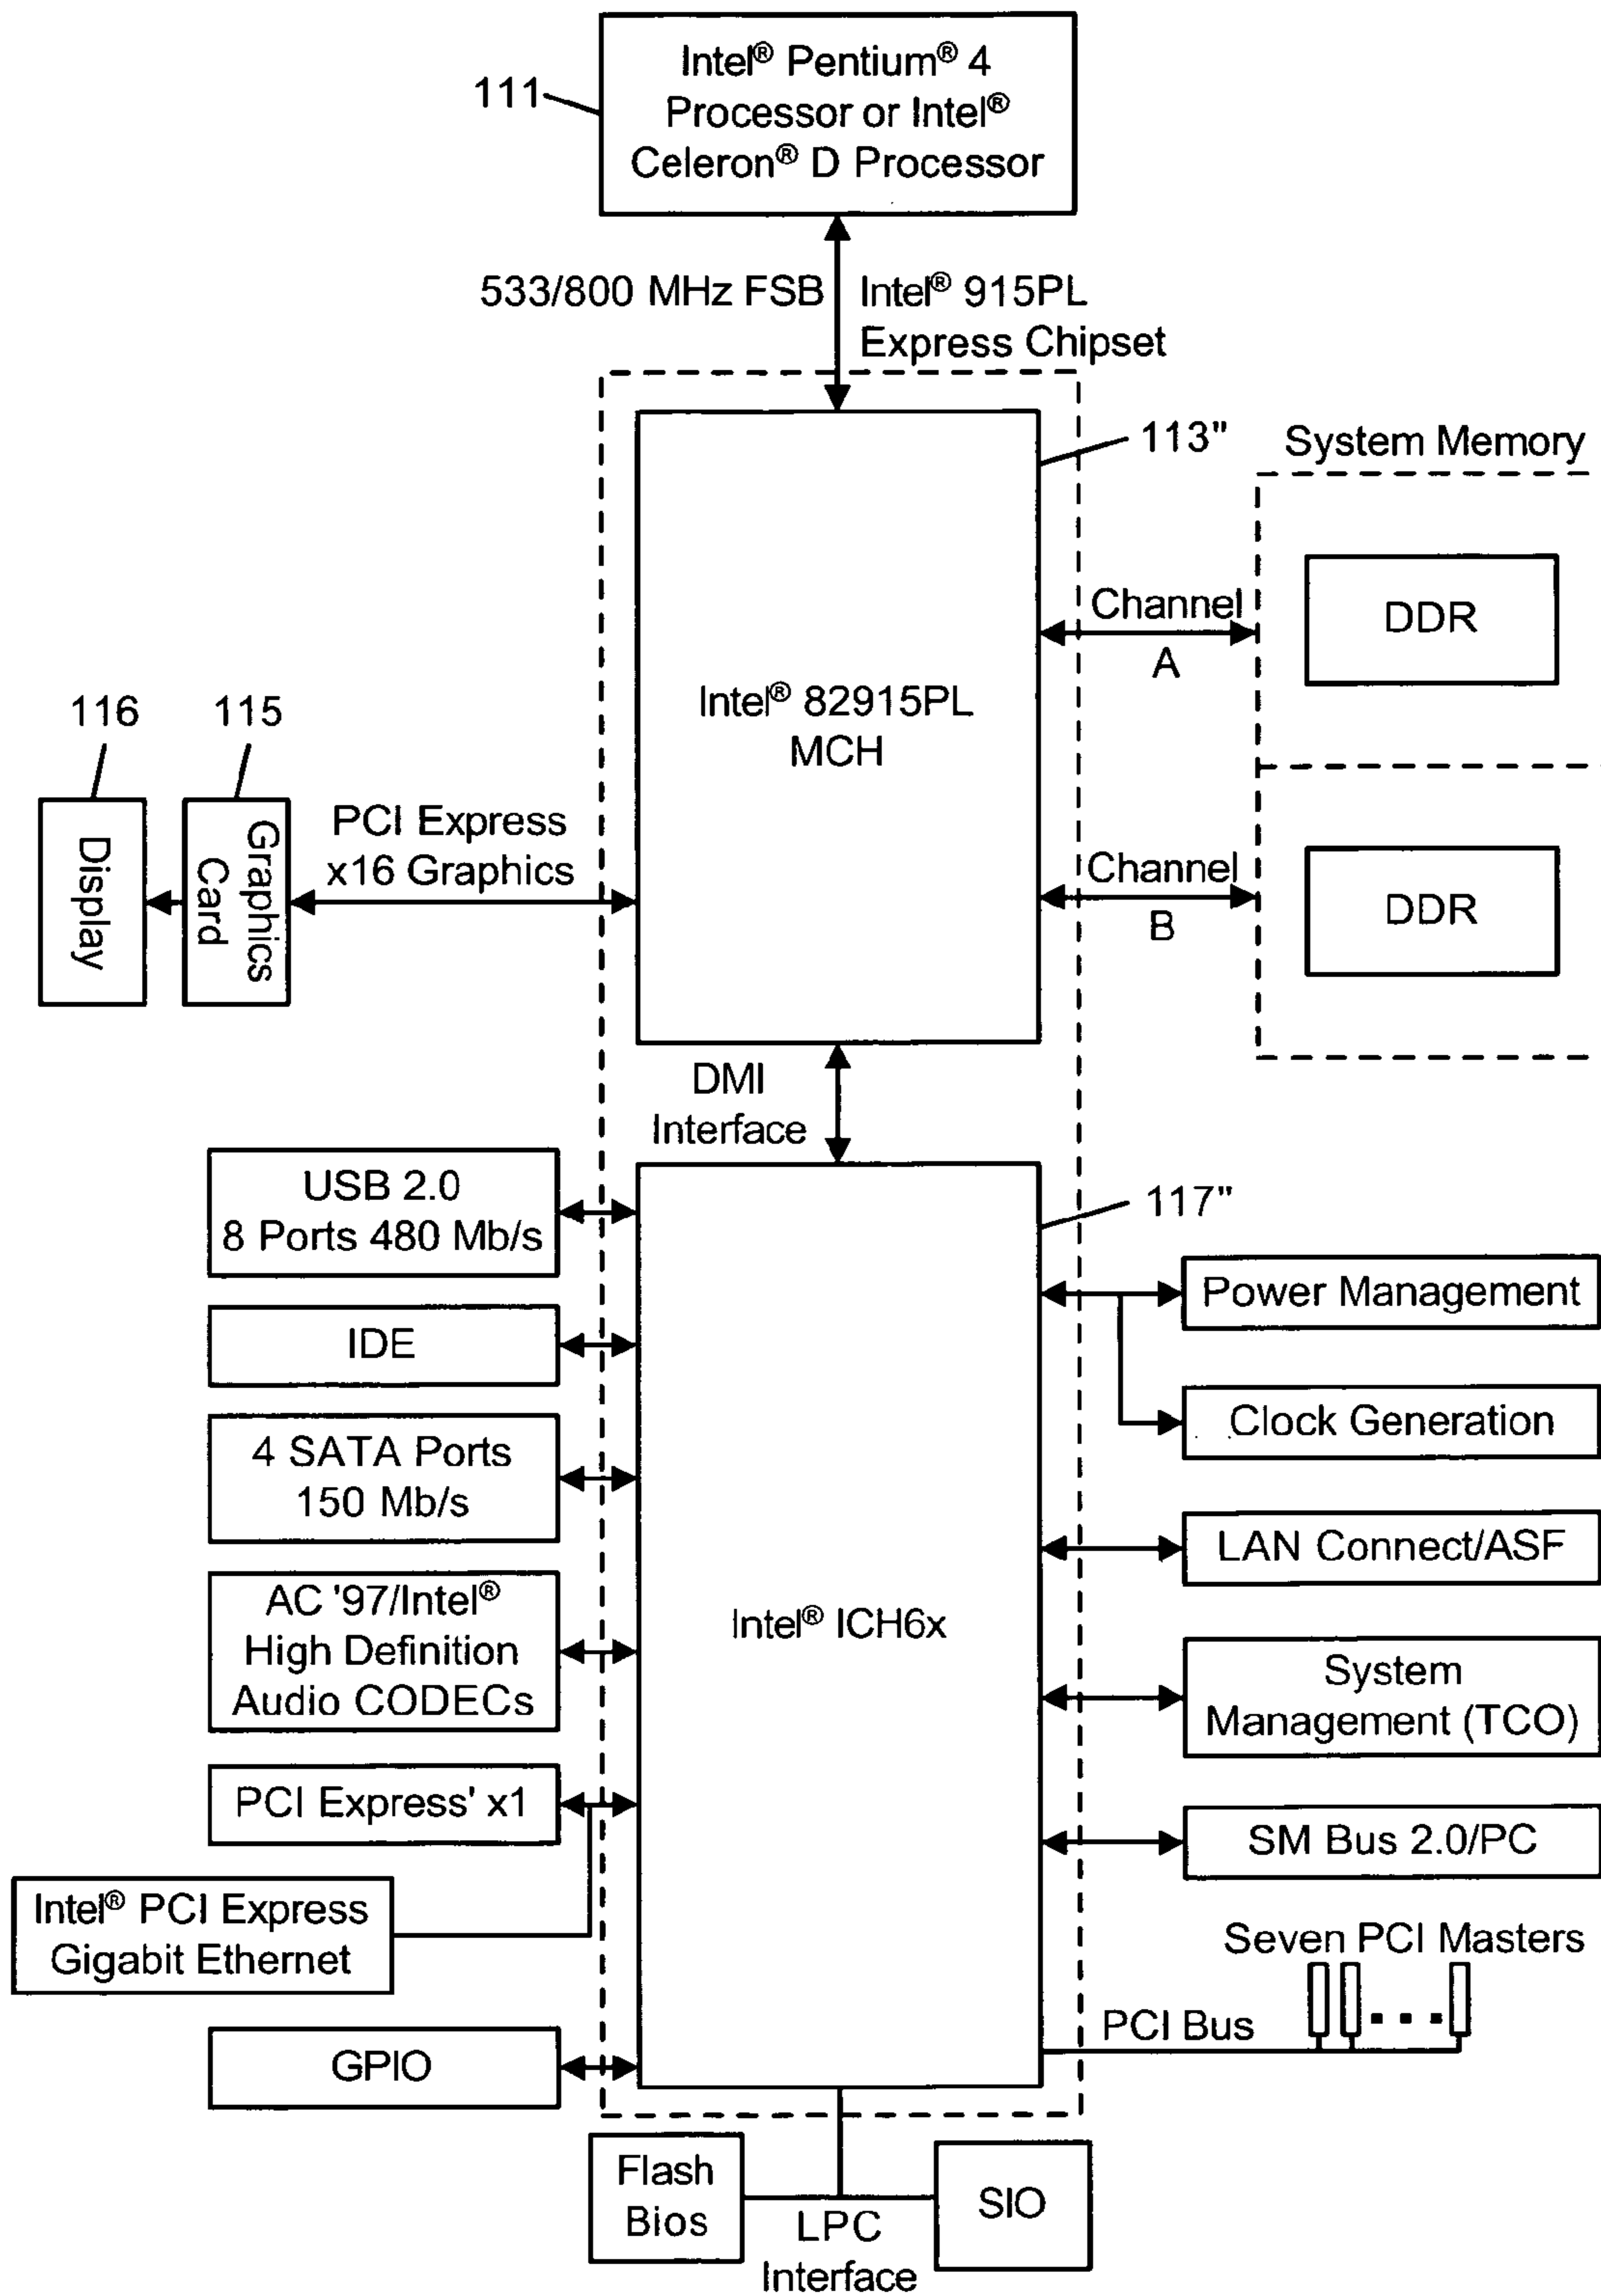 Intel® Pentium® 4
Processor or Intel®
Celeron® D Processor
111
533/800 MHz FSB
Intel® 915PL
Express Chipset
113"
System Memory
Channel
A
DDR
Intel® 82915PL
MCH
116
115
Display
Graphics
Card
PCI Express
x16 Graphics
Channel
B
DDR
DMI
Interface
USB 2.0
8 Ports 480 Mb/s
117"
Power Management
IDE
Clock Generation
4 SATA Ports
150 Mb/s
LAN Connect/ASF
AC '97/Intel®
High Definition
Audio CODECs
Intel® ICH6x
System
Management (TCO)
PCI Express' x1
SM Bus 2.0/PC
Intel® PCI Express
Gigabit Ethernet
Seven PCI Masters
PCI Bus
GPIO
Flash
Bios
SIO
LPC
Interface